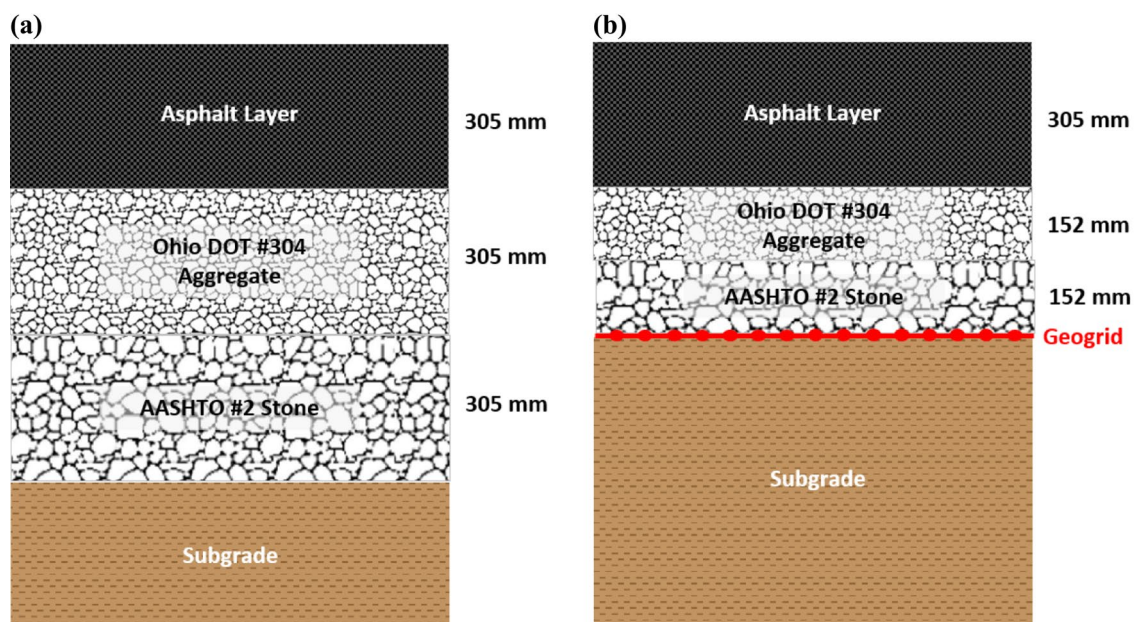 (a)
Asphalt Layer
305 mm
Ohio DOT #304
Aggregate
305 mm
AASHTO #2 Stone
305 mm
Subgrade
(b)
Asphalt Layer
305 mm
Ohio DOT #304
Aggregate
152 mm
AASHTO #2 Stone
152 mm
Geogrid
Subgrade